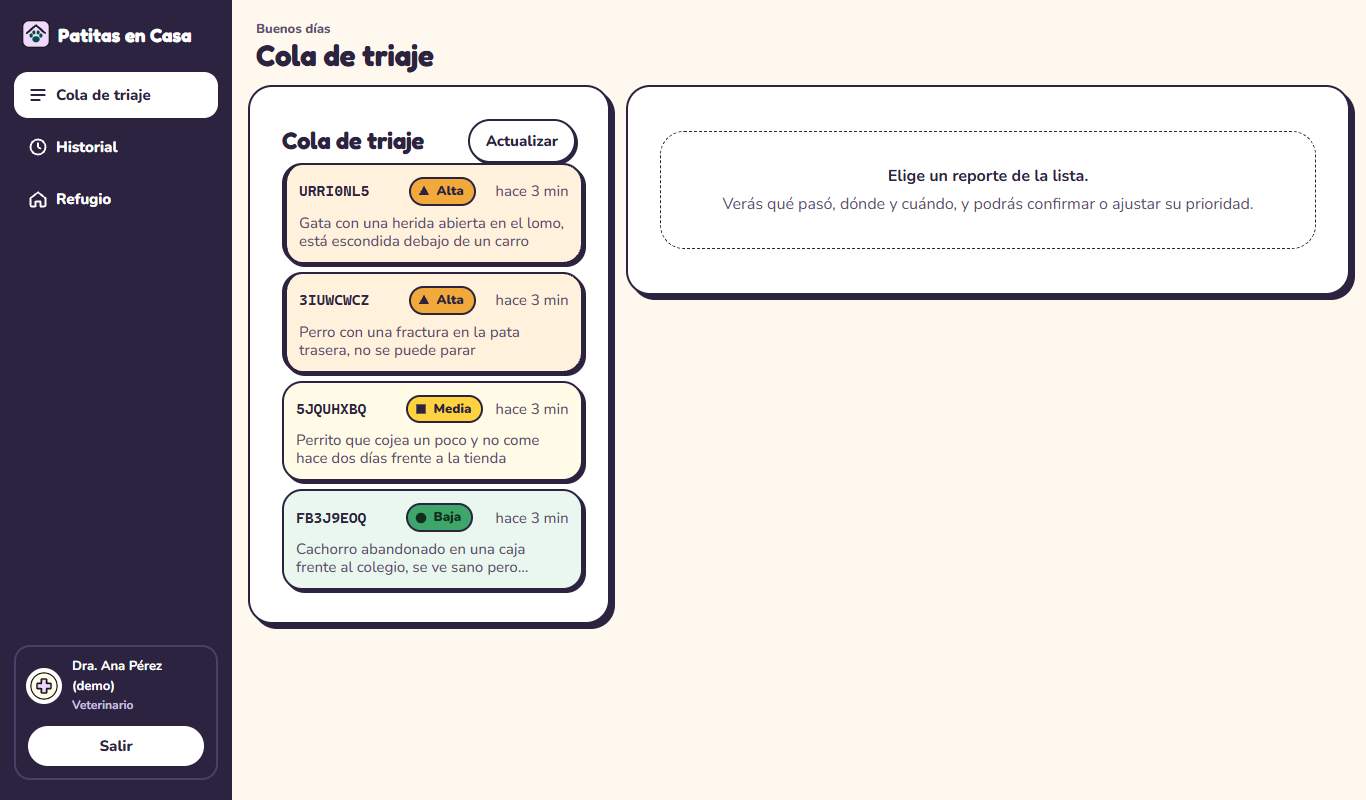 Patitas en Casa
Cola de triaje
Historial
Refugio
Dra. Ana Pérez
(demo)
Veterinario
Salir
Buenos días
Cola de triaje
Cola de triaje
Actualizar
URRI0NL5 Alta hace 3 min
Gata con una herida abierta en el lomo,
está escondida debajo de un carro
3IUWCWCZ Alta hace 3 min
Perro con una fractura en la pata
trasera, no se puede parar
5JQUHXBQ Media hace 3 min
Perrito que cojea un poco y no come
hace dos días frente a la tienda
FB3J9EOQ Baja hace 3 min
Cachorro abandonado en una caja
frente al colegio, se ve sano pero...
Elige un reporte de la lista.
Verás qué pasó, dónde y cuándo, y podrás confirmar o ajustar su prioridad.